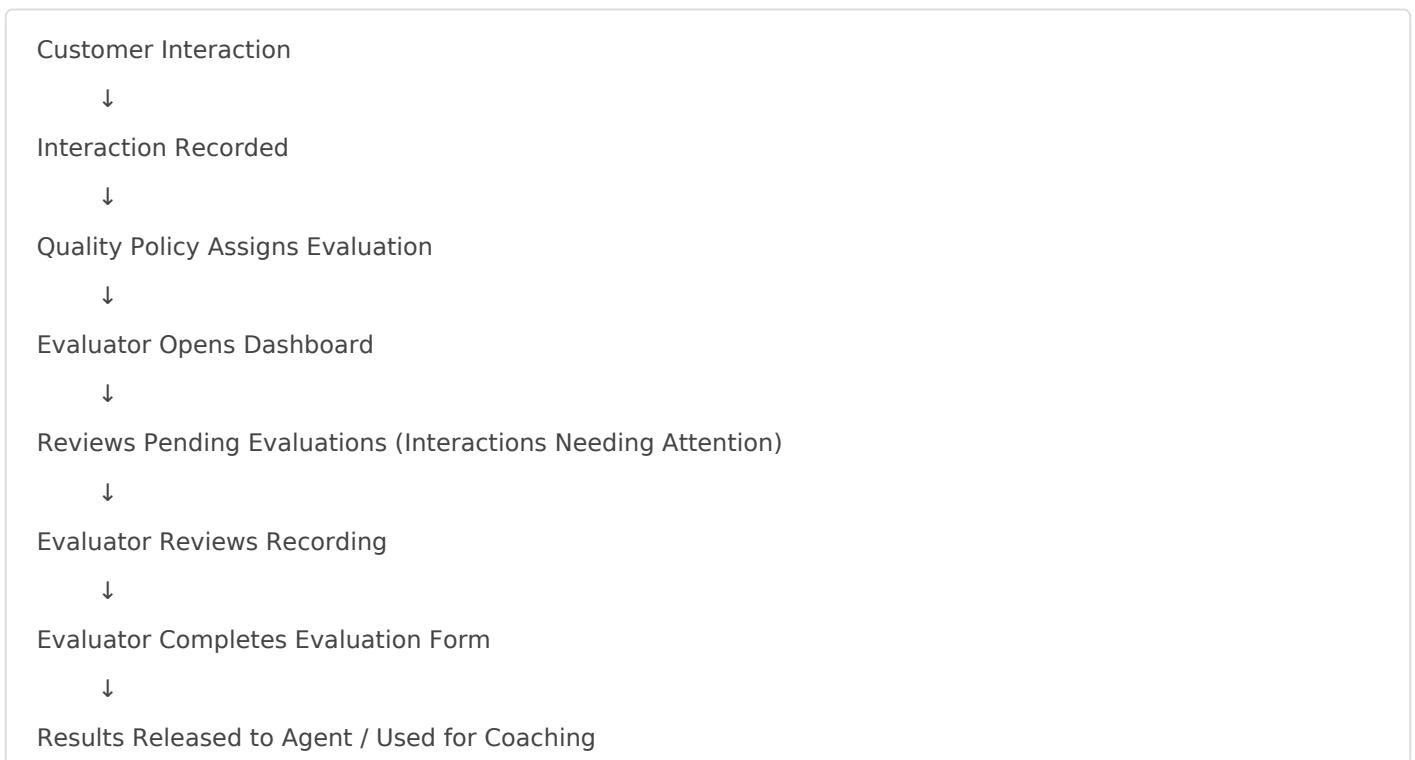 Customer Interaction
↓
Interaction Recorded
↓
Quality Policy Assigns Evaluation
↓
Evaluator Opens Dashboard
↓
Reviews Pending Evaluations (Interactions Needing Attention)
↓
Evaluator Reviews Recording
↓
Evaluator Completes Evaluation Form
↓
Results Released to Agent / Used for Coaching